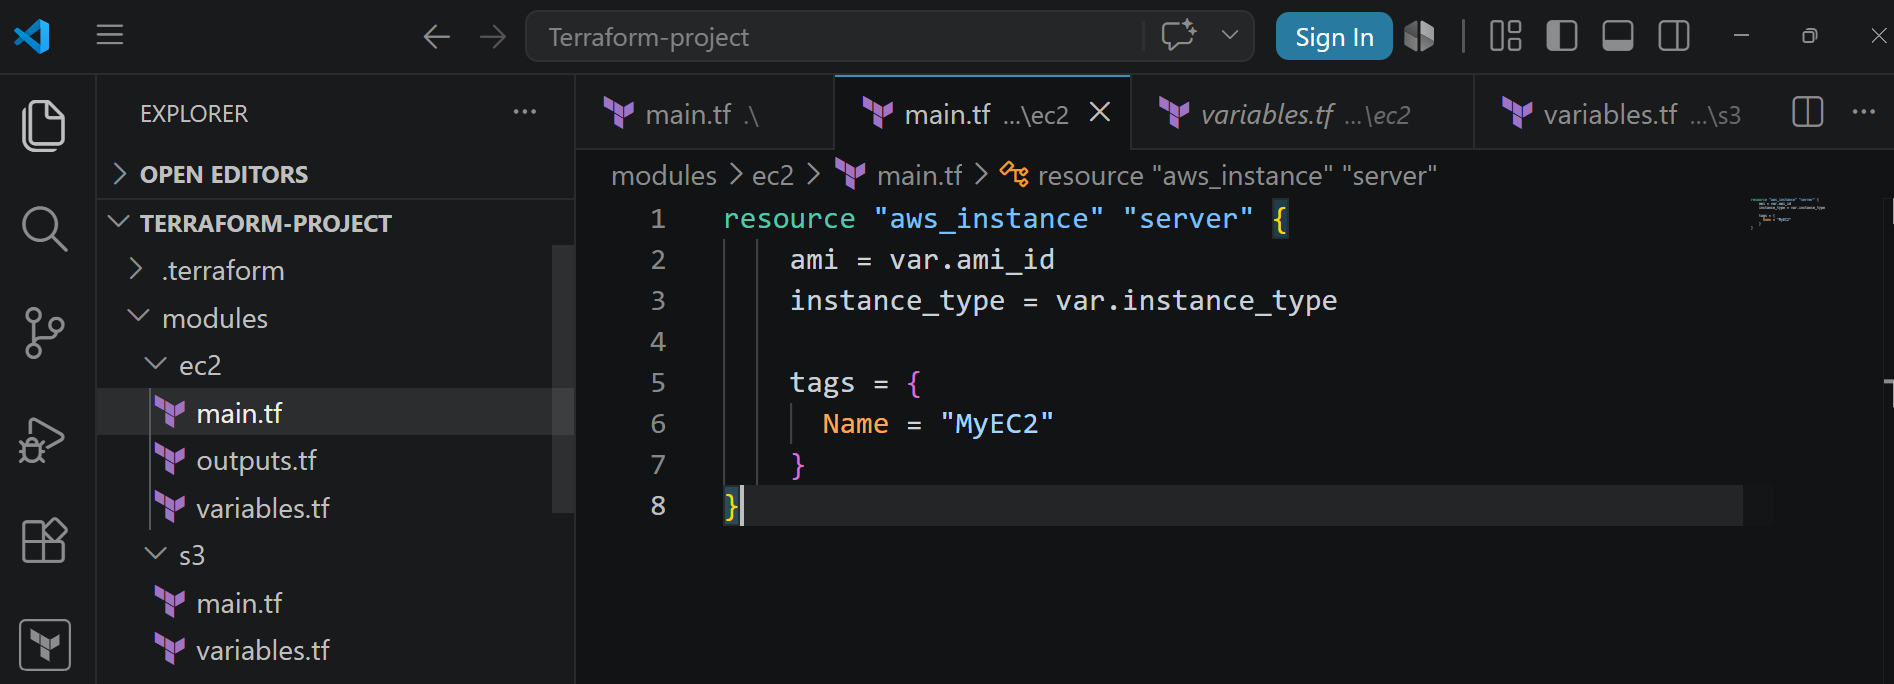 Terraform-project
Sign In
EXPLORER
OPEN EDITORS
TERRAFORM-PROJECT
.terraform
modules
ec2
main.tf
outputs.tf
variables.tf
s3
main.tf
variables.tf
main.tf .\
main.tf ...\ec2
variables.tf ...\ec2
variables.tf ...\s3
modules > ec2 > main.tf > resource "aws_instance" "server"
1 resource "aws_instance" "server" {
2 ami = var.ami_id
3 instance_type = var.instance_type
4
5 tags = {
6 Name = "MyEC2"
7 }
8 }